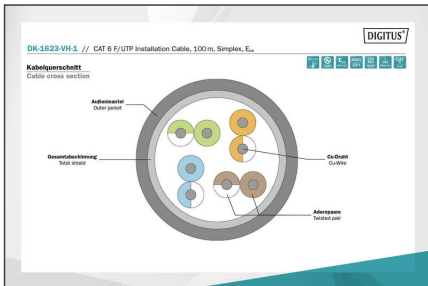 DIGITUS®
DK-1623-VH-1 // CAT 6 F/UTP Installation Cable, 100 m, Simplex, Eca
Kabelquerschnitt
Cable cross section
Außenmantel
Outer jacket
Gesamtabschirmung
Total shield
Cu-Draht
Cu-Wire
Adernpaare
Twisted pair